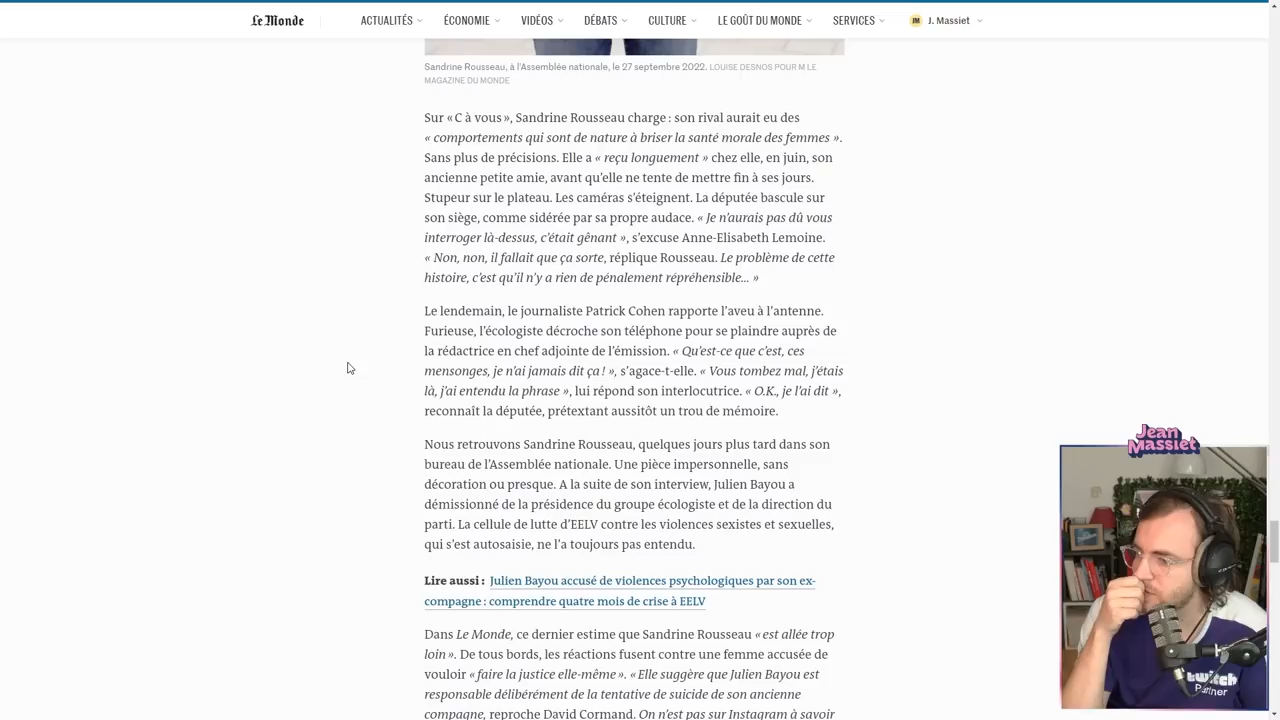 Le Monde
ACTUALITÉS
ÉCONOMIE
VIDÉOS
DÉBATS
CULTURE
LE GOÛT DU MONDE
SERVICES
JM
J. Massiet
Sandrine Rousseau, à l'Assemblée nationale, le 27 septembre 2022. LOUISE DESNOS POUR M LE
MAGAZINE DU MONDE
Sur « C à vous », Sandrine Rousseau charge : son rival aurait eu des
« comportements qui sont de nature à briser la santé morale des femmes ».
Sans plus de précisions. Elle a « reçu longuement » chez elle, en juin, son
ancienne petite amie, avant qu'elle ne tente de mettre fin à ses jours.
Stupeur sur le plateau. Les caméras s'éteignent. La députée bascule sur
son siège, comme sidérée par sa propre audace. « Je n'aurais pas dû vous
interroger là-dessus, c'était gênant », s'excuse Anne-Elisabeth Lemoine.
« Non, non, il fallait que ça sorte, réplique Rousseau. Le problème de cette
histoire, c'est qu'il n'y a rien de pénalement répréhensible… »
Le lendemain, le journaliste Patrick Cohen rapporte l'aveu à l'antenne.
Furieuse, l'écologiste décroche son téléphone pour se plaindre auprès de
la rédactrice en chef adjointe de l'émission. « Qu'est-ce que c'est, ces
mensonges, je n'ai jamais dit ça ! », s'agace-t-elle. « Vous tombez mal, j'étais
là, j'ai entendu la phrase », lui répond son interlocutrice. « O.K., je l'ai dit »,
reconnaît la députée, prétextant aussitôt un trou de mémoire.
Nous retrouvons Sandrine Rousseau, quelques jours plus tard dans son
bureau de l'Assemblée nationale. Une pièce impersonnelle, sans
décoration ou presque. A la suite de son interview, Julien Bayou a
démissionné de la présidence du groupe écologiste et de la direction du
parti. La cellule de lutte d'EELV contre les violences sexistes et sexuelles,
qui s'est autosaisie, ne l'a toujours pas entendu.
Lire aussi : Julien Bayou accusé de violences psychologiques par son ex-
compagne : comprendre quatre mois de crise à EELV
Dans Le Monde, ce dernier estime que Sandrine Rousseau « est allée trop
loin ». De tous bords, les réactions fusent contre une femme accusée de
vouloir « faire la justice elle-même ». « Elle suggère que Julien Bayou est
responsable délibérément de la tentative de suicide de son ancienne
compagne, reproche David Cormand. On n'est pas sur Instagram à savoir
Jean
Massiet
twitch
Partner